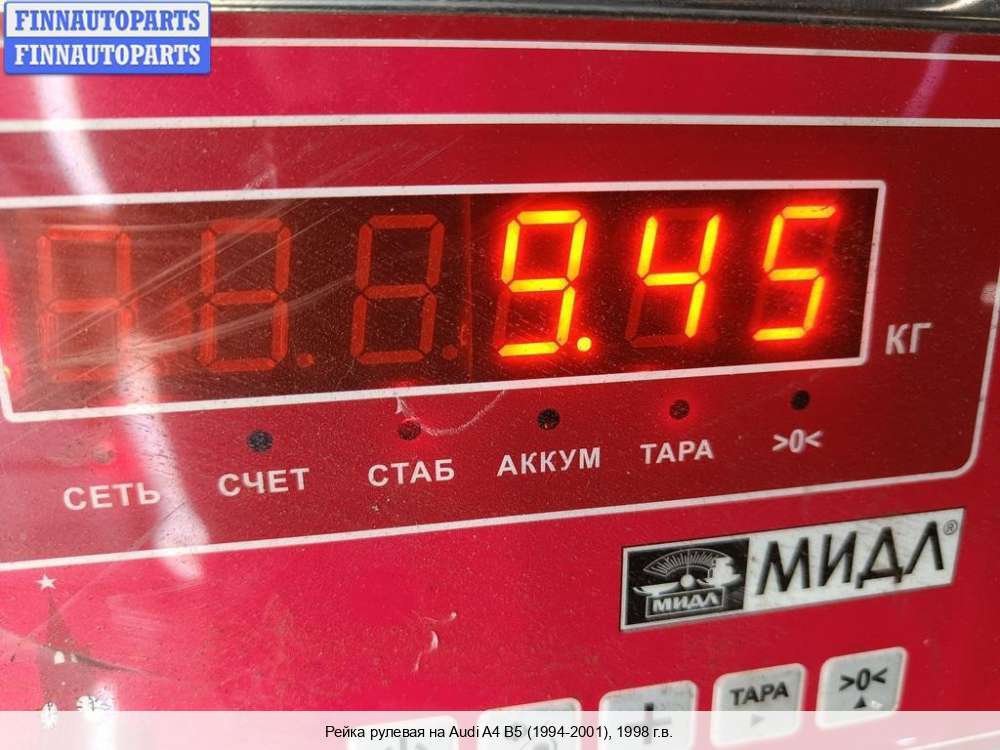 FINNAUTOPARTS
FINNAUTOPARTS
9.45
КГ
СЕТЬ СЧЕТ СТАБ АККУМ ТАРА >0<
МИДЛ МИДЛ®
ТАРА >0<
Рейка рулевая на Audi A4 B5 (1994-2001), 1998 г.в.